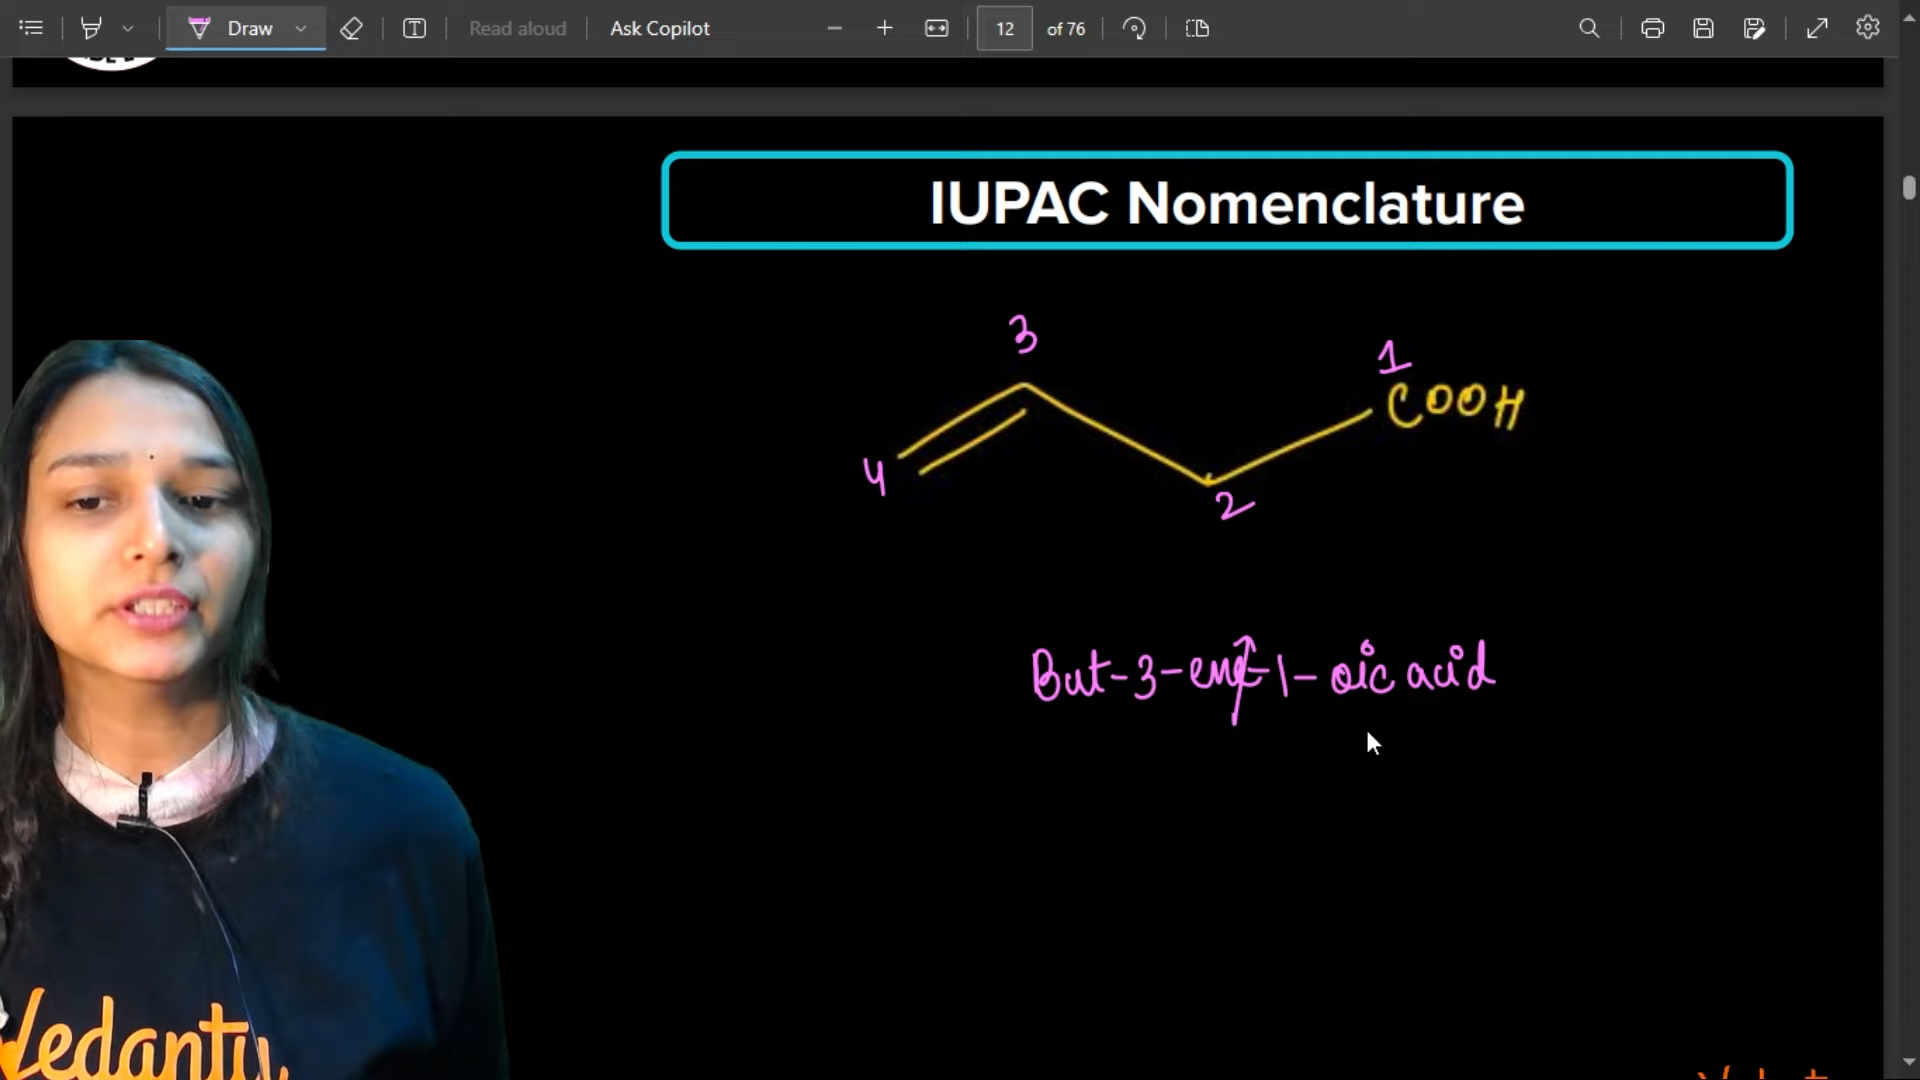 Draw
Read aloud
Ask Copilot
12 of 76
IUPAC Nomenclature
3
1
COOH
4
2
But-3-ene-1-oic acid
Vedantu